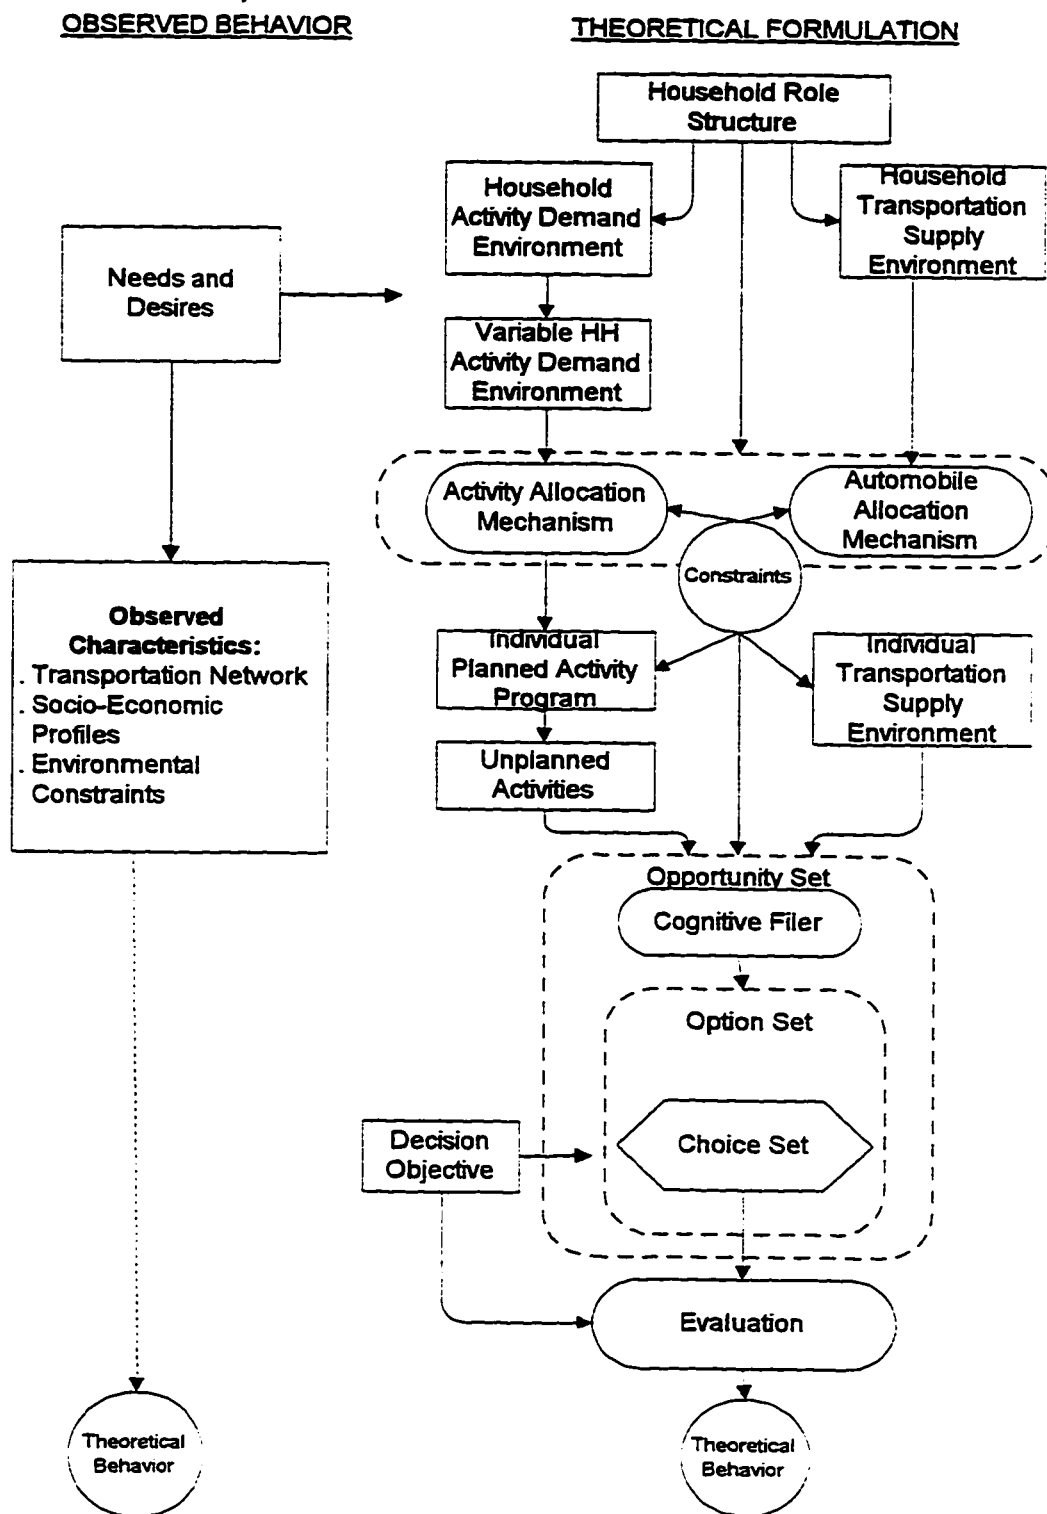 OBSERVED BEHAVIOR
THEORETICAL FORMULATION
Household Role
Structure
Household
Activity Demand
Environment
Household
Transportation
Supply
Environment
Needs and
Desires
Variable HH
Activity Demand
Environment
Activity Allocation
Mechanism
Automobile
Allocation
Mechanism
Constraints
Observed
Characteristics:
. Transportation Network
. Socio-Economic
Profiles
. Environmental
Constraints
Individual
Planned Activity
Program
Individual
Transportation
Supply
Environment
Unplanned
Activities
Opportunity Set
Cognitive Filer
Option Set
Decision
Objective
Choice Set
Evaluation
Theoretical
Behavior
Theoretical
Behavior